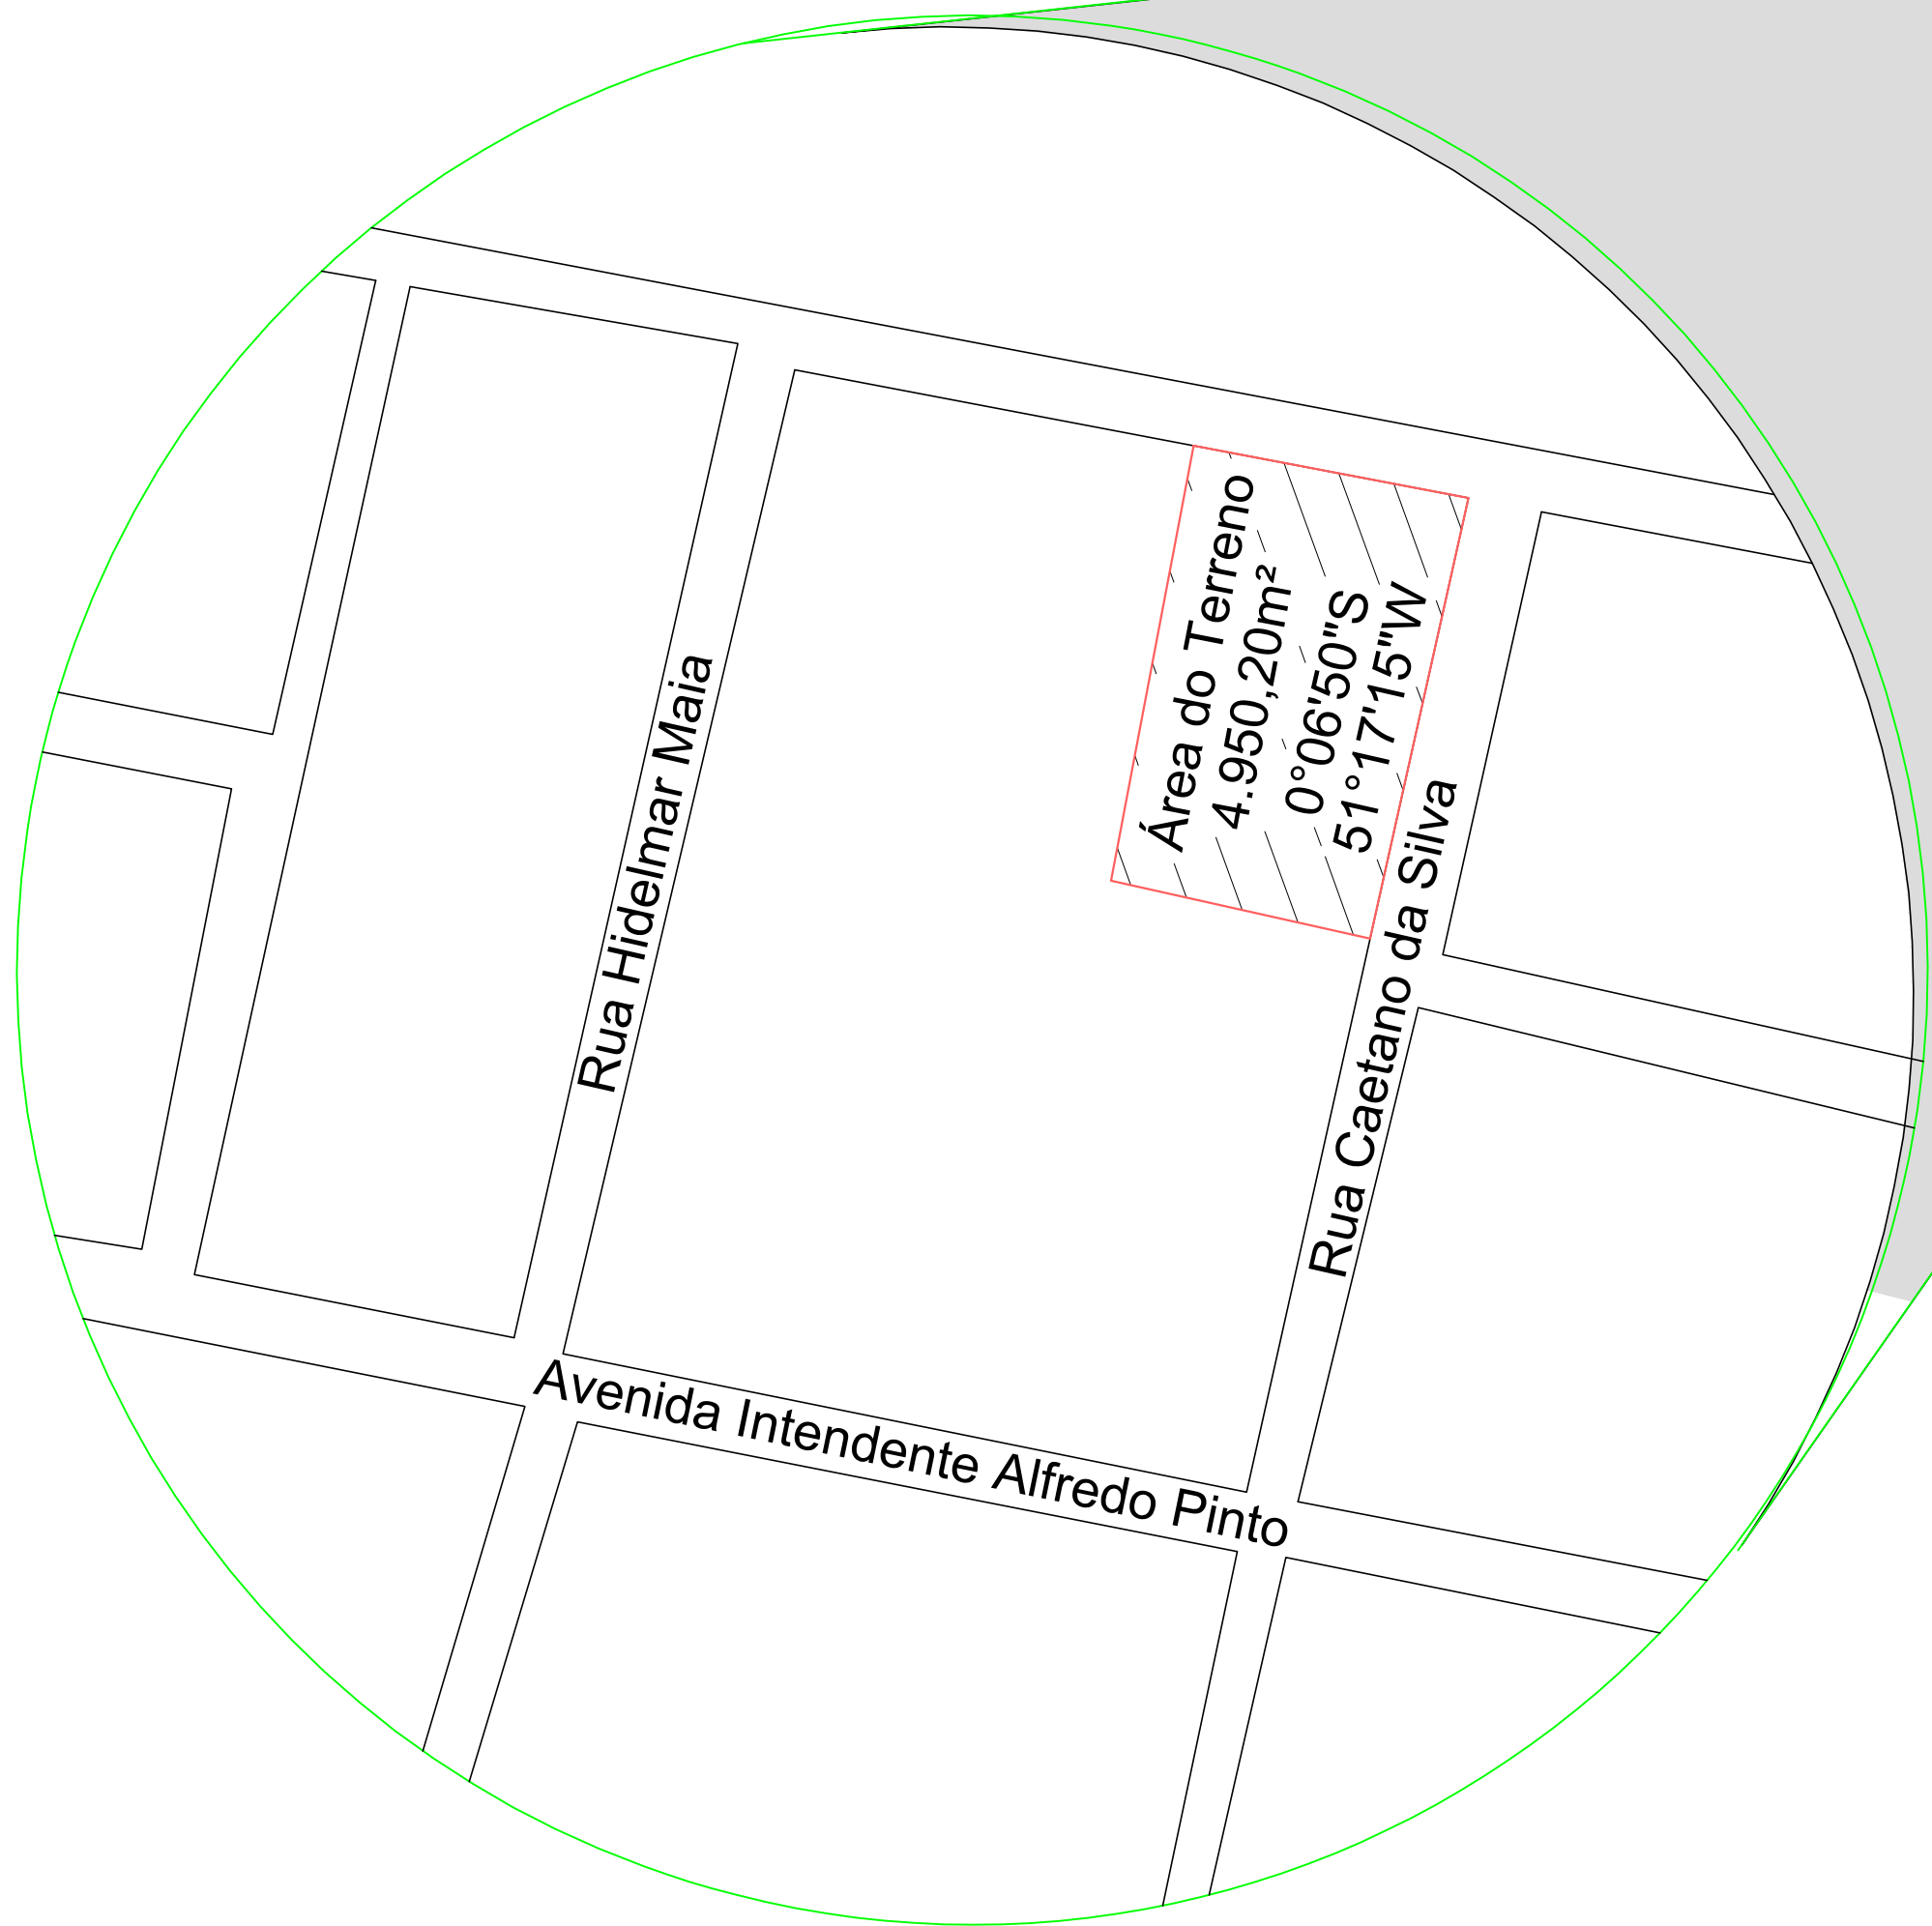 Área do Terreno
4.950,20m²
0°06"50"S
51°17"15"W
Rua Hidelmar Maia
Rua Caetano da Silva
Avenida Intendente Alfredo Pinto